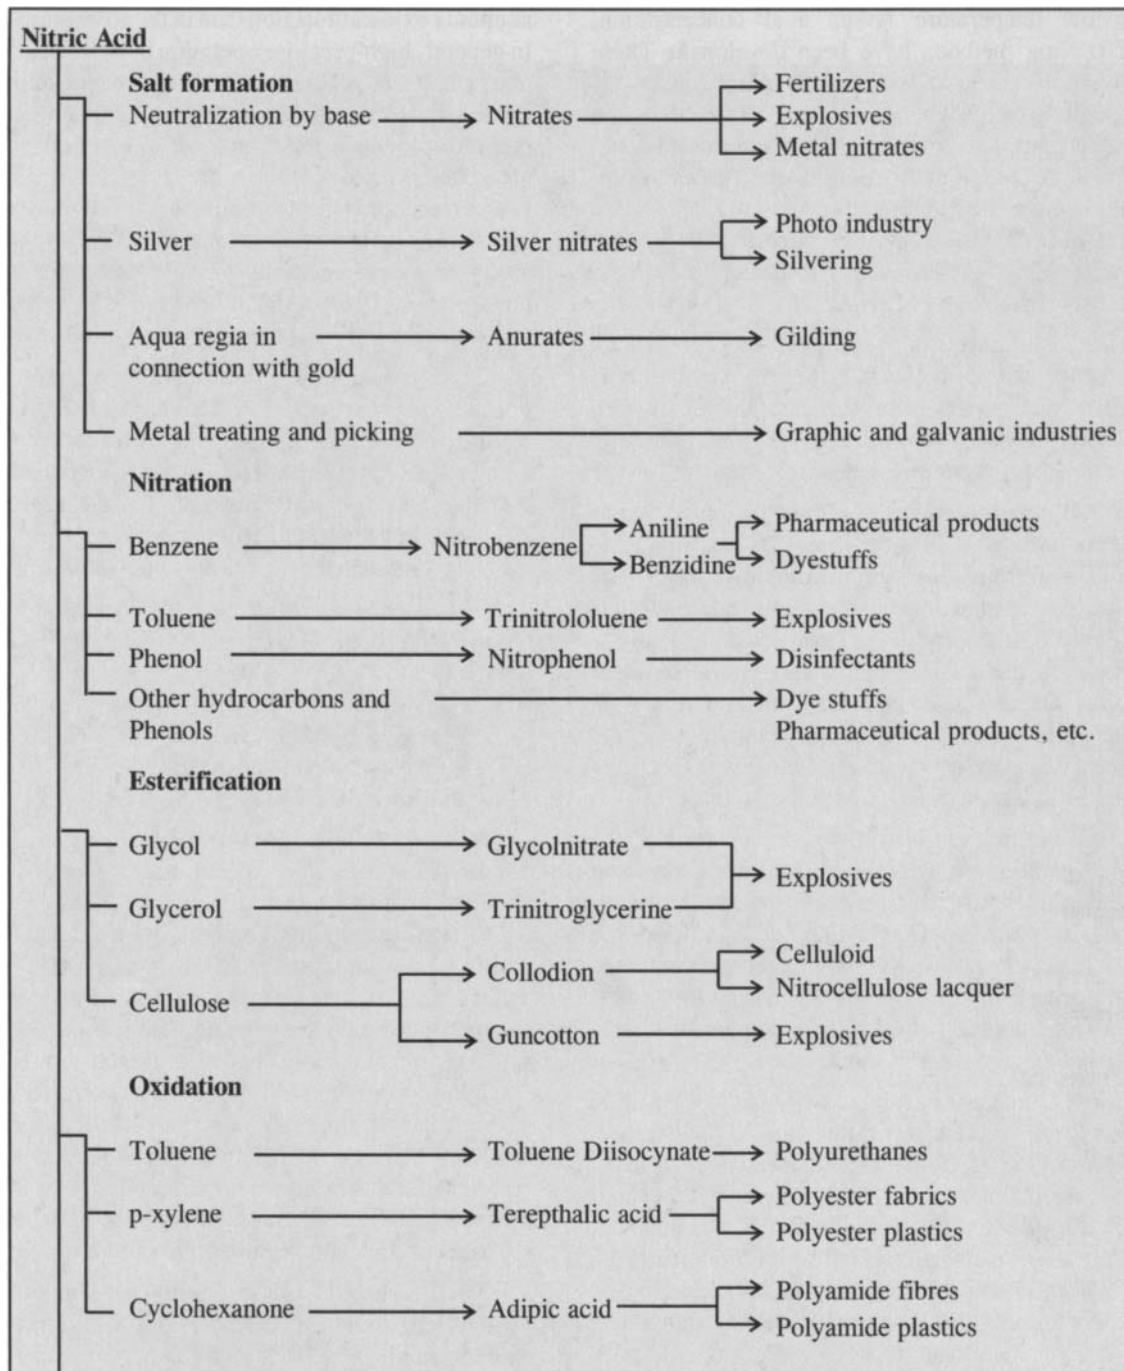 Nitric Acid
Salt formation
Neutralization by base
Nitrates
Fertilizers
Explosives
Metal nitrates
Silver
Silver nitrates
Photo industry
Silvering
Aqua regia in
connection with gold
Anurates
Gilding
Metal treating and picking
Graphic and galvanic industries
Nitration
Benzene
Nitrobenzene
Aniline
Benzidine
Pharmaceutical products
Dyestuffs
Toluene
Trinitrololuene
Explosives
Phenol
Nitrophenol
Disinfectants
Other hydrocarbons and
Phenols
Dye stuffs
Pharmaceutical products, etc.
Esterification
Glycol
Glycolnitrate
Explosives
Glycerol
Trinitroglycerine
Cellulose
Collodion
Celluloid
Nitrocellulose lacquer
Guncotton
Explosives
Oxidation
Toluene
Toluene Diisocynate
Polyurethanes
p-xylene
Terepthalic acid
Polyester fabrics
Polyester plastics
Cyclohexanone
Adipic acid
Polyamide fibres
Polyamide plastics